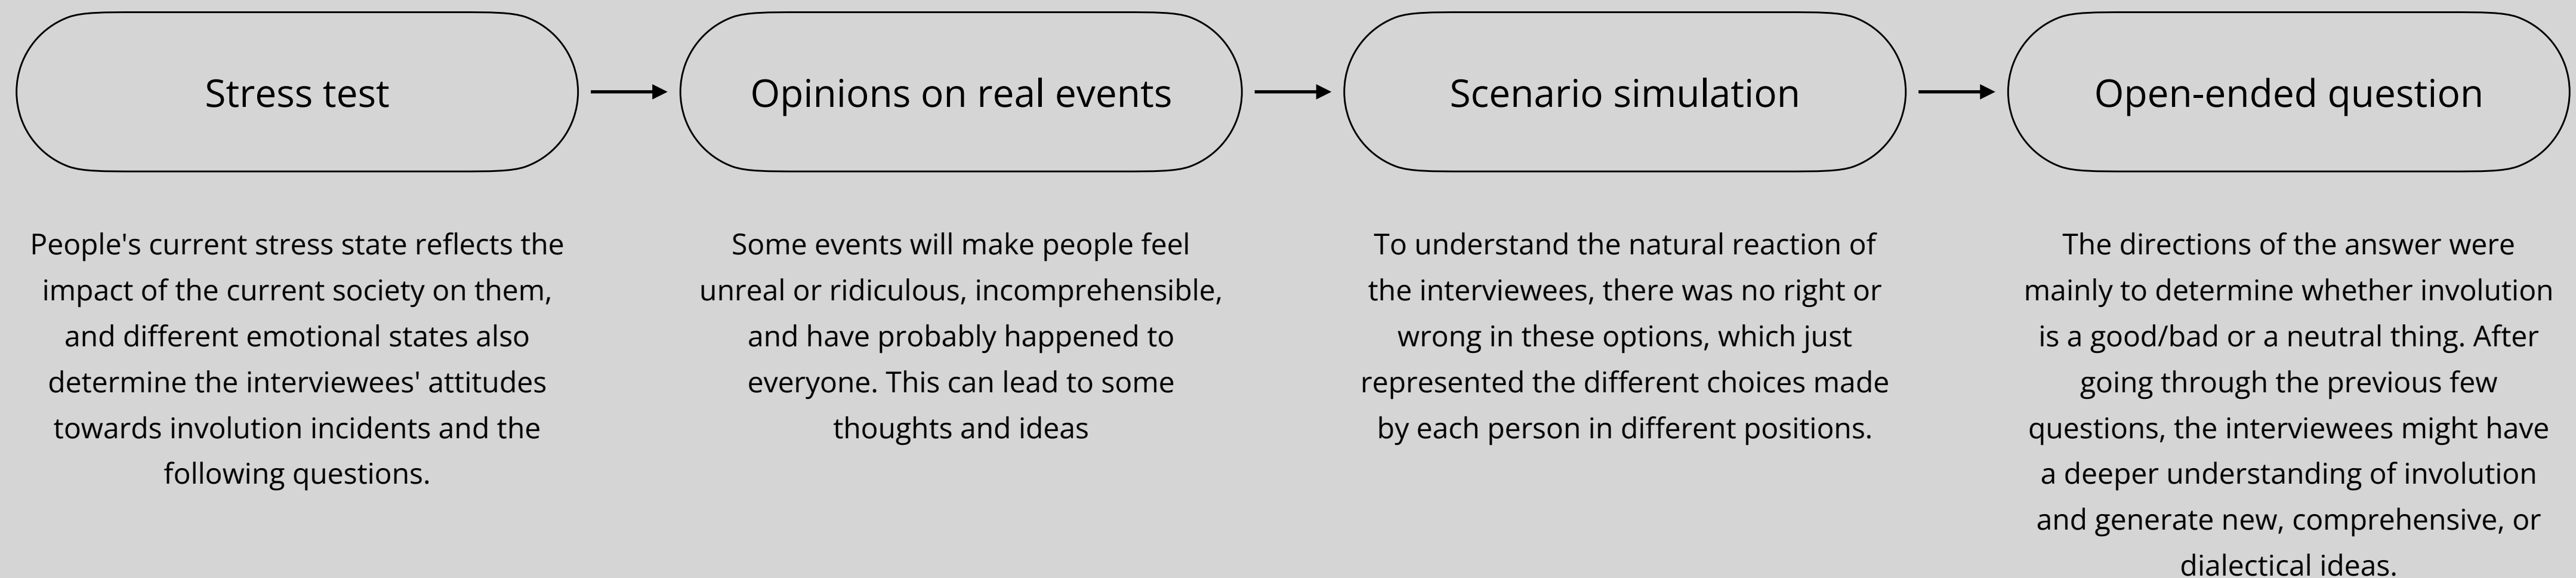 Stress test
People's current stress state reflects the
impact of the current society on them,
and different emotional states also
determine the interviewees' attitudes
towards involution incidents and the
following questions.
Opinions on real events
Some events will make people feel
unreal or ridiculous, incomprehensible,
and have probably happened to
everyone. This can lead to some
thoughts and ideas
Scenario simulation
To understand the natural reaction of
the interviewees, there was no right or
wrong in these options, which just
represented the different choices made
by each person in different positions.
Open-ended question
The directions of the answer were
mainly to determine whether involution
is a good/bad or a neutral thing. After
going through the previous few
questions, the interviewees might have
a deeper understanding of involution
and generate new, comprehensive, or
dialectical ideas.